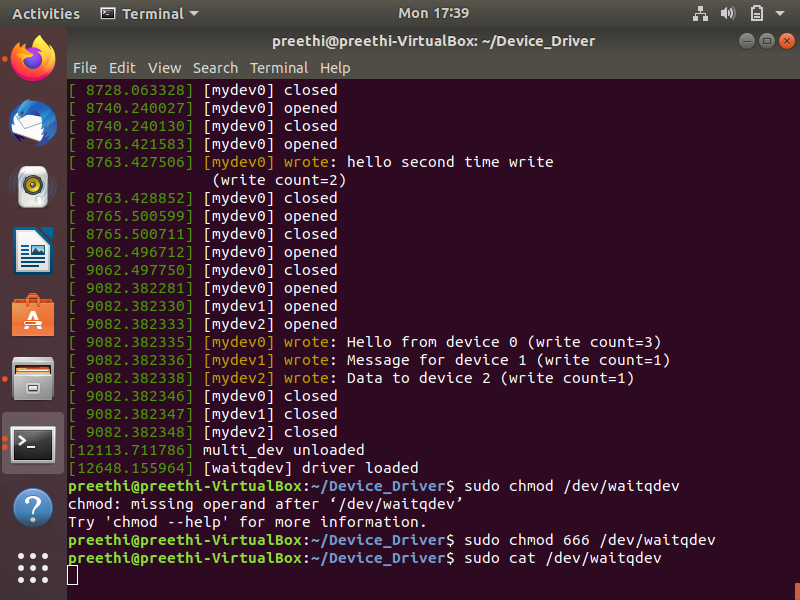 Activities Terminal Mon 17:39
preethi@preethi-VirtualBox: ~/Device_Driver
File Edit View Search Terminal Help
[ 8728.063328] [mydev0] closed
[ 8740.240027] [mydev0] opened
[ 8740.240130] [mydev0] closed
[ 8763.421583] [mydev0] opened
[ 8763.427506] [mydev0] wrote: hello second time write
(write count=2)
[ 8763.428852] [mydev0] closed
[ 8765.500599] [mydev0] opened
[ 8765.500711] [mydev0] closed
[ 9062.496712] [mydev0] opened
[ 9062.497750] [mydev0] closed
[ 9082.382281] [mydev0] opened
[ 9082.382330] [mydev1] opened
[ 9082.382333] [mydev2] opened
[ 9082.382335] [mydev0] wrote: Hello from device 0 (write count=3)
[ 9082.382336] [mydev1] wrote: Message for device 1 (write count=1)
[ 9082.382338] [mydev2] wrote: Data to device 2 (write count=1)
[ 9082.382346] [mydev0] closed
[ 9082.382347] [mydev1] closed
[ 9082.382348] [mydev2] closed
[12113.711786] multi_dev unloaded
[12648.155964] [waitqdev] driver loaded
preethi@preethi-VirtualBox:~/Device_Driver$ sudo chmod /dev/waitqdev
chmod: missing operand after ‘/dev/waitqdev’
Try 'chmod --help' for more information.
preethi@preethi-VirtualBox:~/Device_Driver$ sudo chmod 666 /dev/waitqdev
preethi@preethi-VirtualBox:~/Device_Driver$ sudo cat /dev/waitqdev